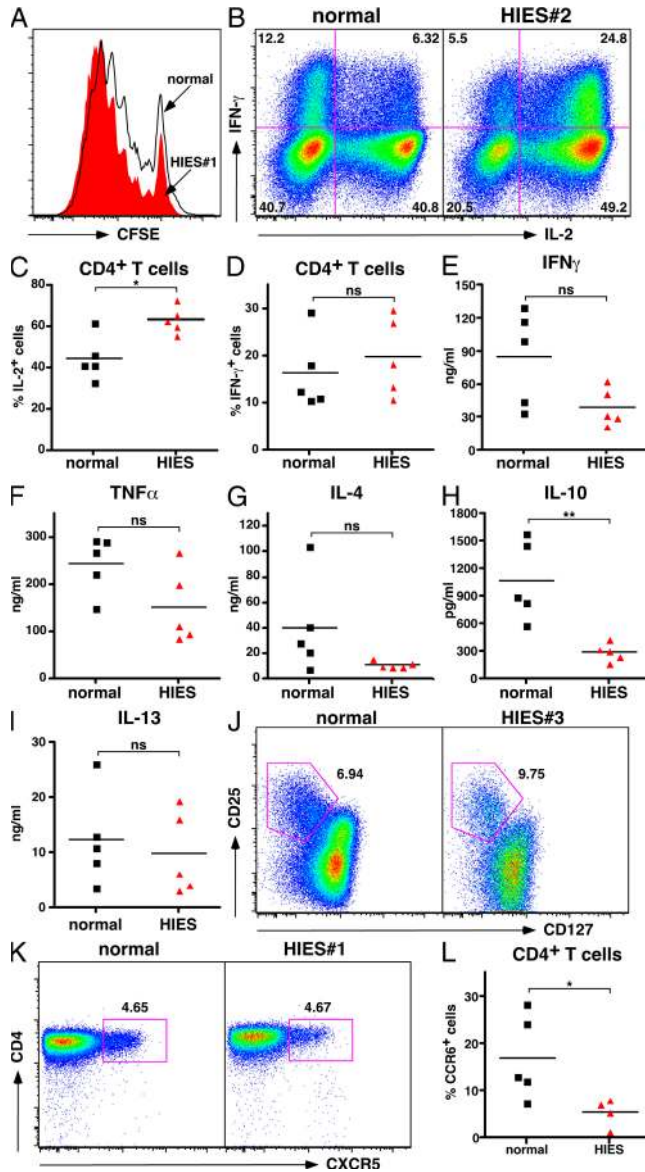 A
normal
HIES#1
CFSE
B
normal
HIES#2
12.2
6.32
5.5
24.8
40.7
40.8
20.5
49.2
IFN-γ
IL-2
C
CD4+ T cells
*
% IL-2+ cells
80
60
40
20
0
normal
HIES
D
CD4+ T cells
ns
% IFN-γ+ cells
30
20
10
0
normal
HIES
E
IFNγ
ns
ng/ml
150
120
90
60
30
0
normal
HIES
F
TNFα
ns
ng/ml
300
200
100
0
normal
HIES
G
IL-4
ns
ng/ml
120
100
80
60
40
20
0
normal
HIES
H
IL-10
**
pg/ml
1800
1500
1200
900
600
300
0
normal
HIES
I
IL-13
ns
ng/ml
30
20
10
0
normal
HIES
J
normal
HIES#3
6.94
9.75
CD25
CD127
K
normal
HIES#1
4.65
4.67
CD4
CXCR5
L
CD4+ T cells
*
% CCR6+ cells
30
20
10
0
normal
HIES